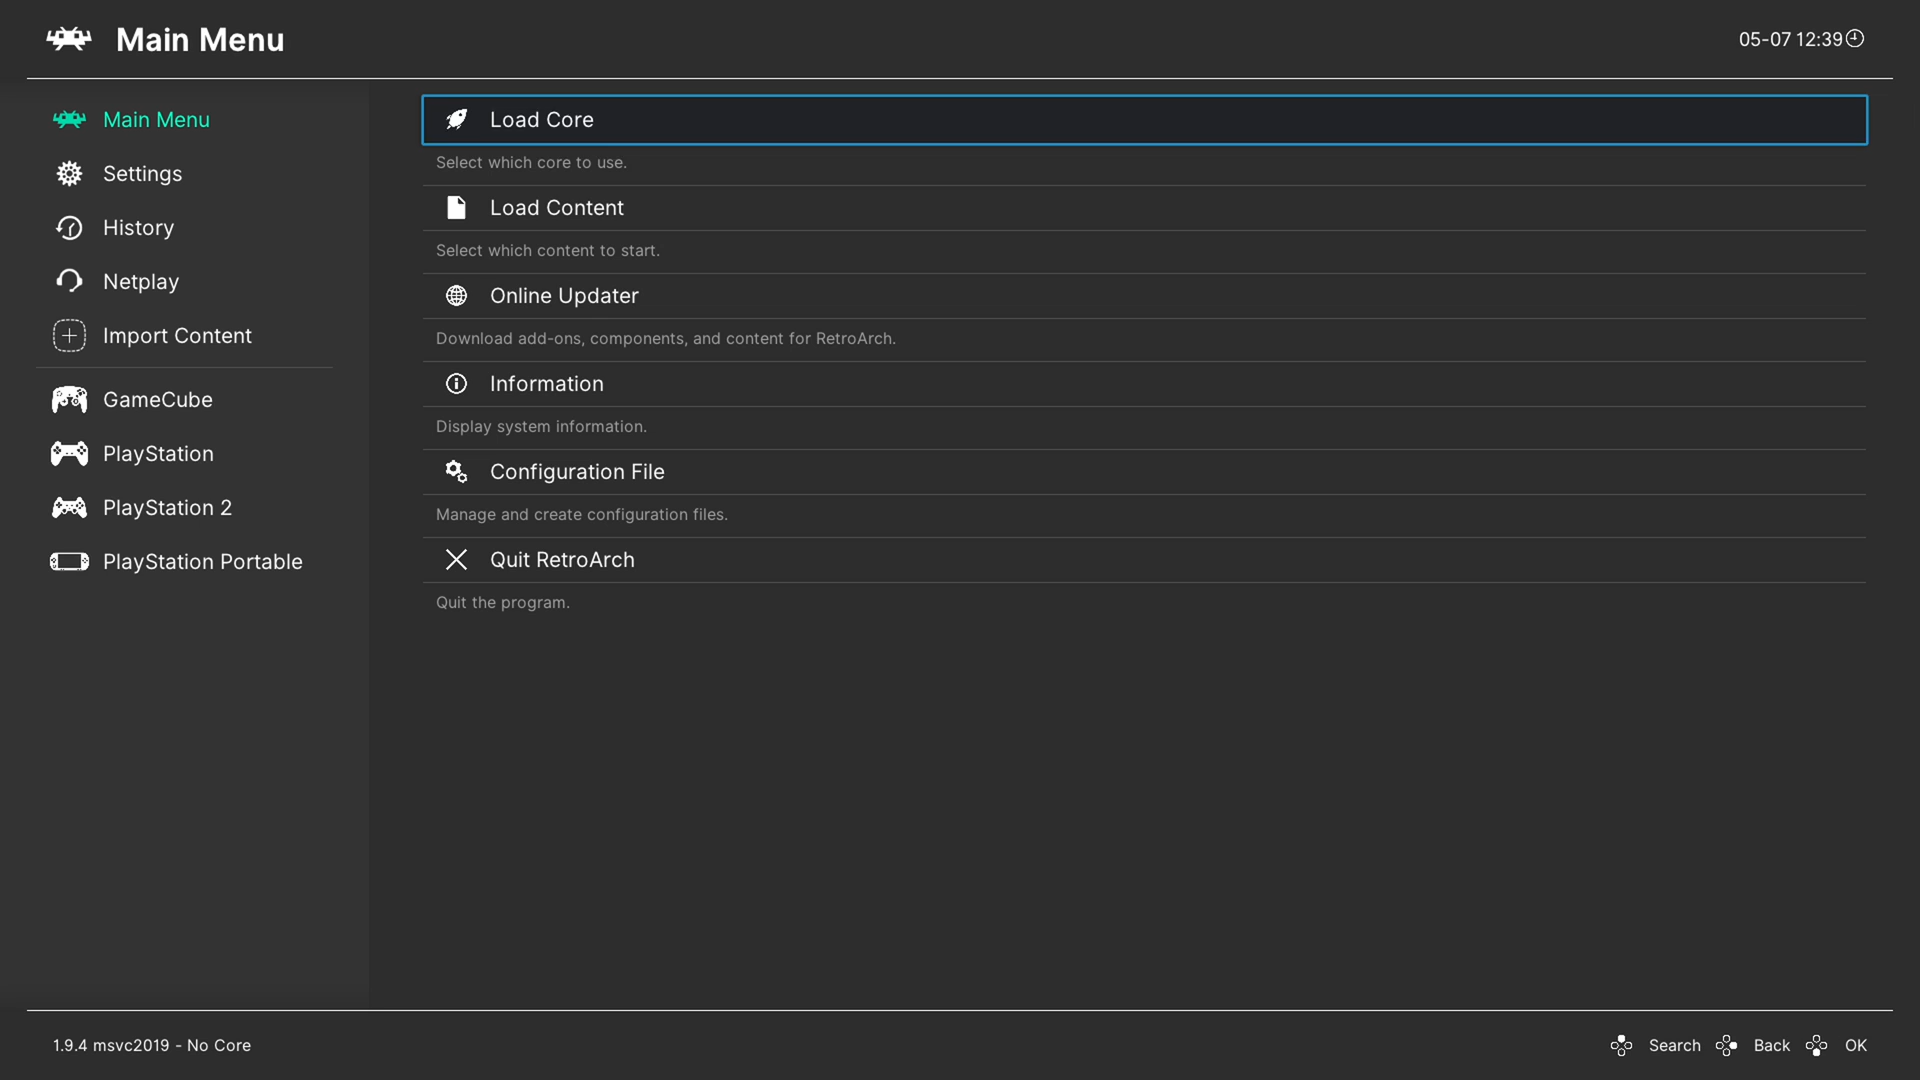 Main Menu
05-07 12:39
Main Menu
Settings
History
Netplay
Import Content
GameCube
PlayStation
PlayStation 2
PlayStation Portable
Load Core
Select which core to use.
Load Content
Select which content to start.
Online Updater
Download add-ons, components, and content for RetroArch.
Information
Display system information.
Configuration File
Manage and create configuration files.
Quit RetroArch
Quit the program.
1.9.4 msvc2019 - No Core
Search Back OK